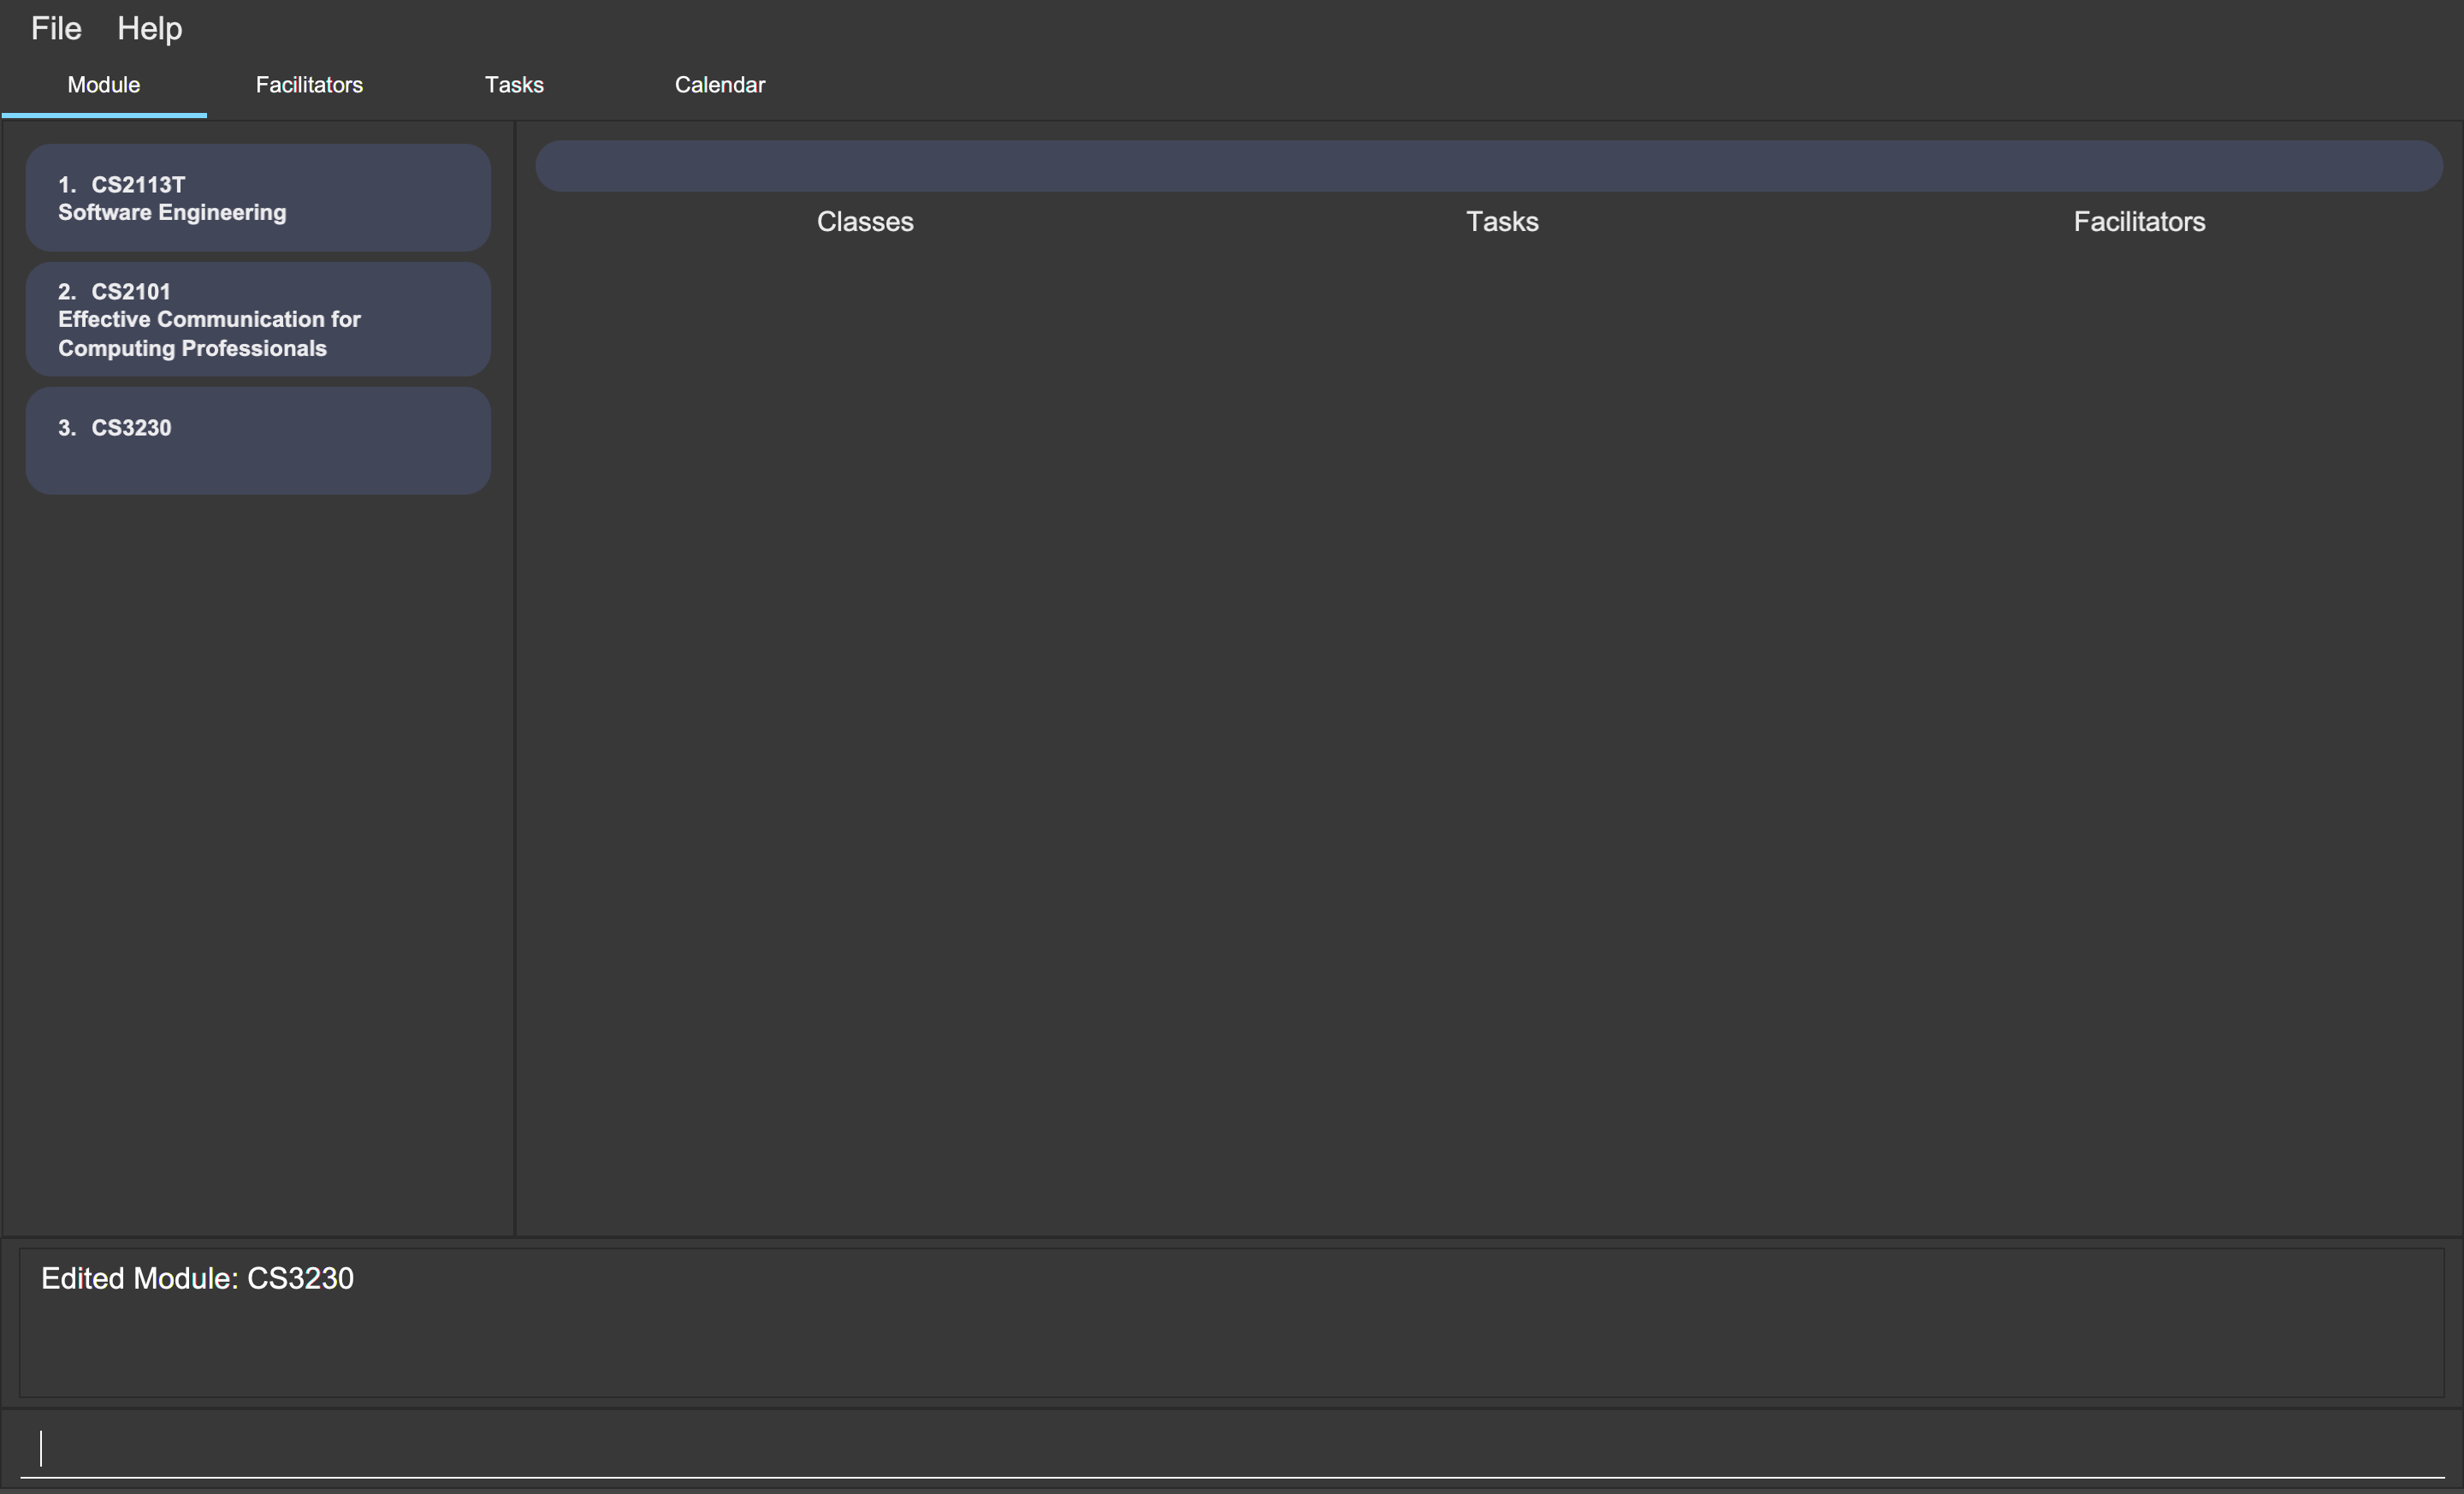 File Help
Module Facilitators Tasks Calendar
1. CS2113T
Software Engineering
2. CS2101
Effective Communication for
Computing Professionals
3. CS3230
Classes Tasks Facilitators
Edited Module: CS3230